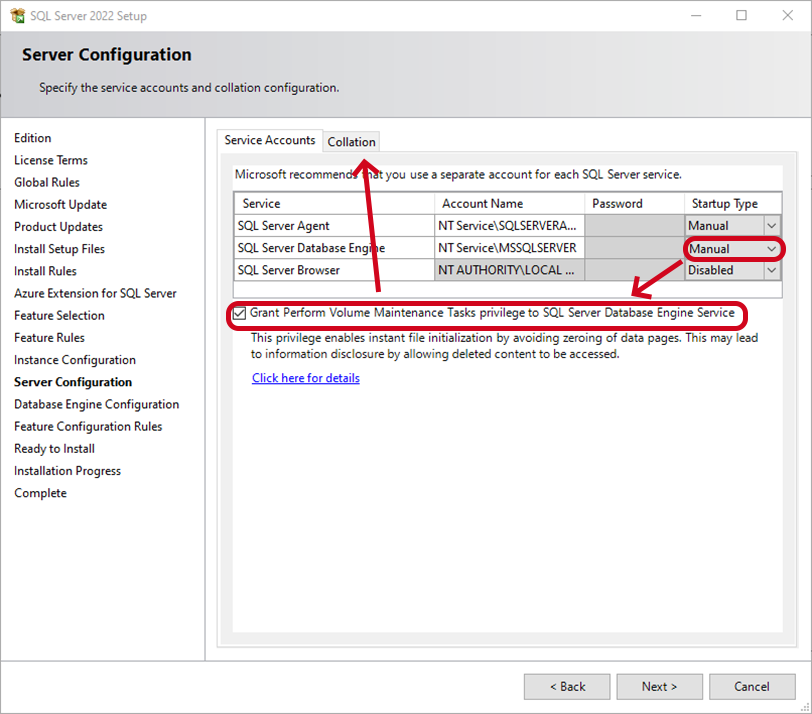 SQL Server 2022 Setup
Server Configuration
Specify the service accounts and collation configuration.
Edition
License Terms
Global Rules
Microsoft Update
Product Updates
Install Setup Files
Install Rules
Azure Extension for SQL Server
Feature Selection
Feature Rules
Instance Configuration
Server Configuration
Database Engine Configuration
Feature Configuration Rules
Ready to Install
Installation Progress
Complete
Service Accounts Collation
Microsoft recommends that you use a separate account for each SQL Server service.
Service Account Name Password Startup Type
SQL Server Agent NT Service\SQLSERVERA... Manual
SQL Server Database Engine NT Service\MSSQLSERVER Manual
SQL Server Browser NT AUTHORITY\LOCAL ... Disabled
Grant Perform Volume Maintenance Tasks privilege to SQL Server Database Engine Service
This privilege enables instant file initialization by avoiding zeroing of data pages. This may lead
to information disclosure by allowing deleted content to be accessed.
Click here for details
< Back Next > Cancel